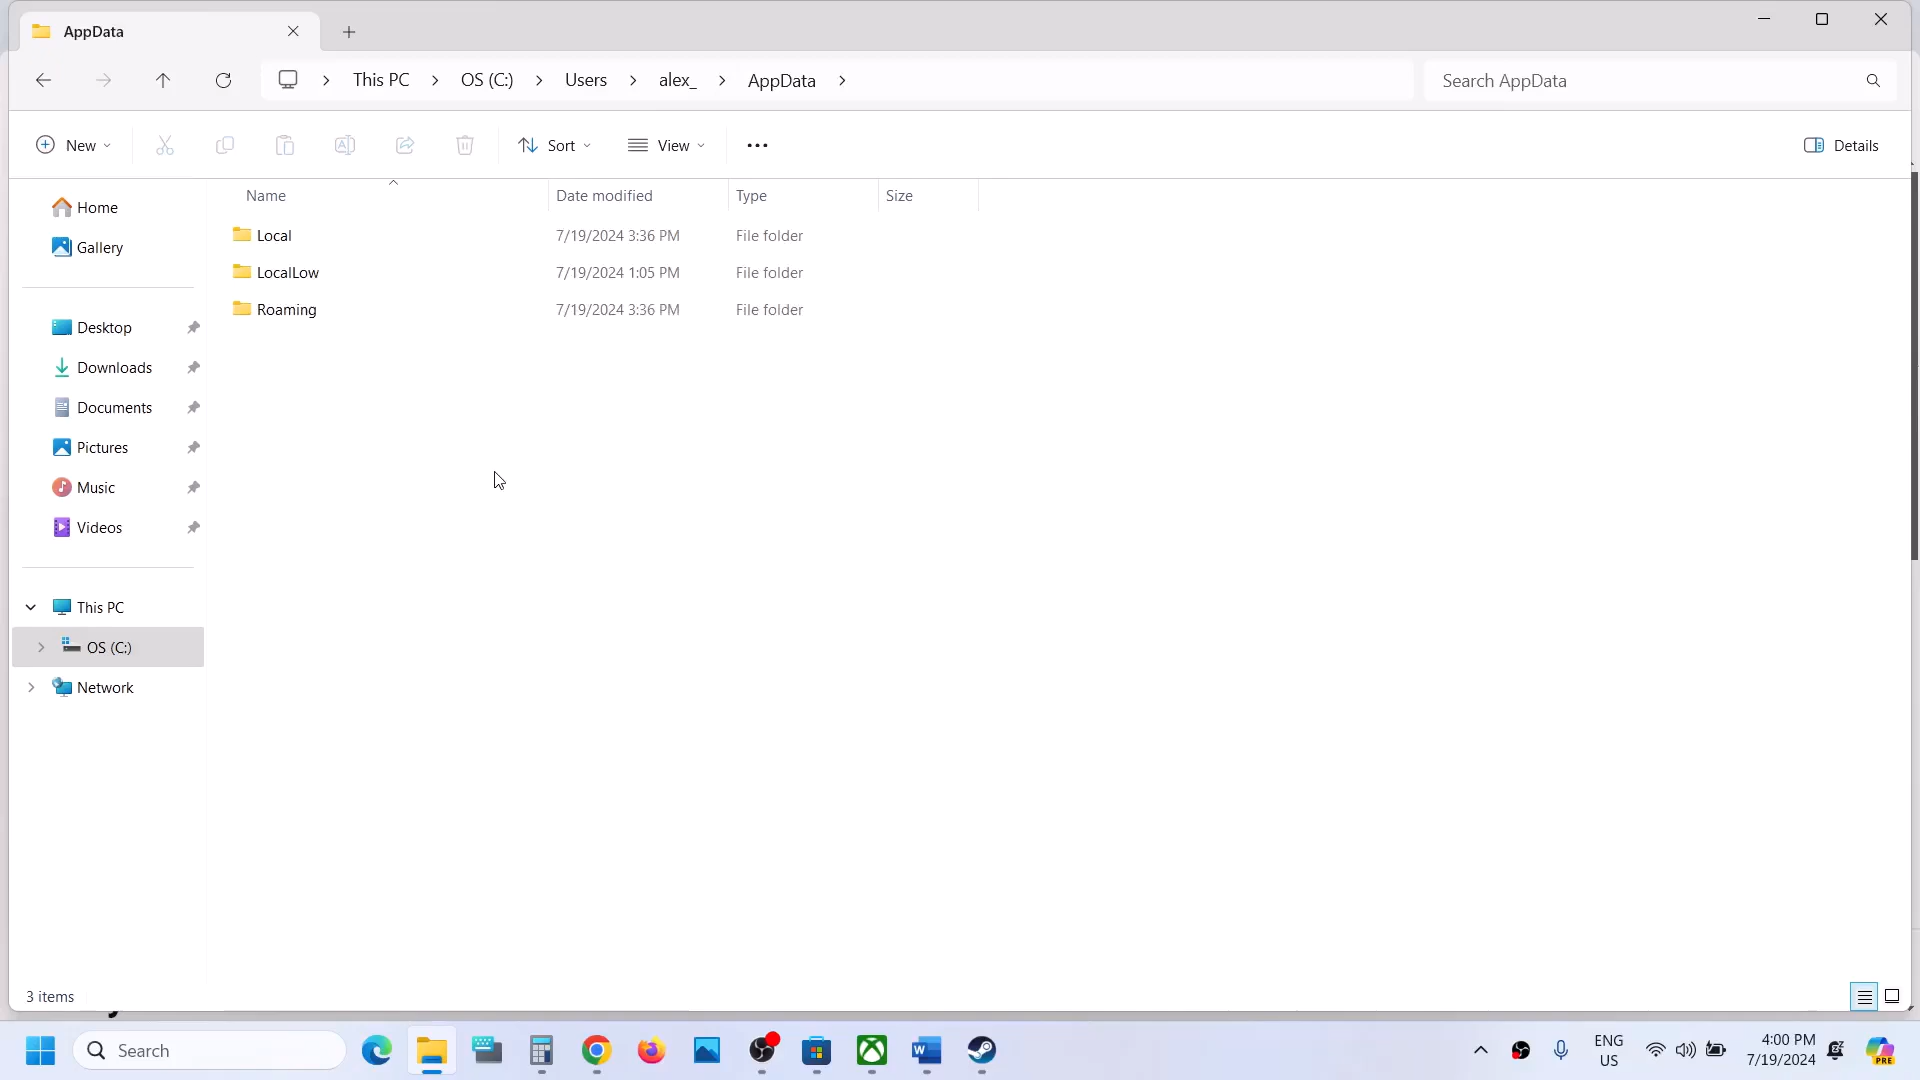 AppData
This PC
OS (C:)
Users
alex_
AppData
Search AppData
New
Sort
View
Details
Name
Date modified
Type
Size
Home
Gallery
Desktop
Downloads
Documents
Pictures
Music
Videos
This PC
OS (C:)
Network
Local 7/19/2024 3:36 PM File folder
LocalLow 7/19/2024 1:05 PM File folder
Roaming 7/19/2024 3:36 PM File folder
3 items
Search
ENG
US
4:00 PM
7/19/2024
PRE